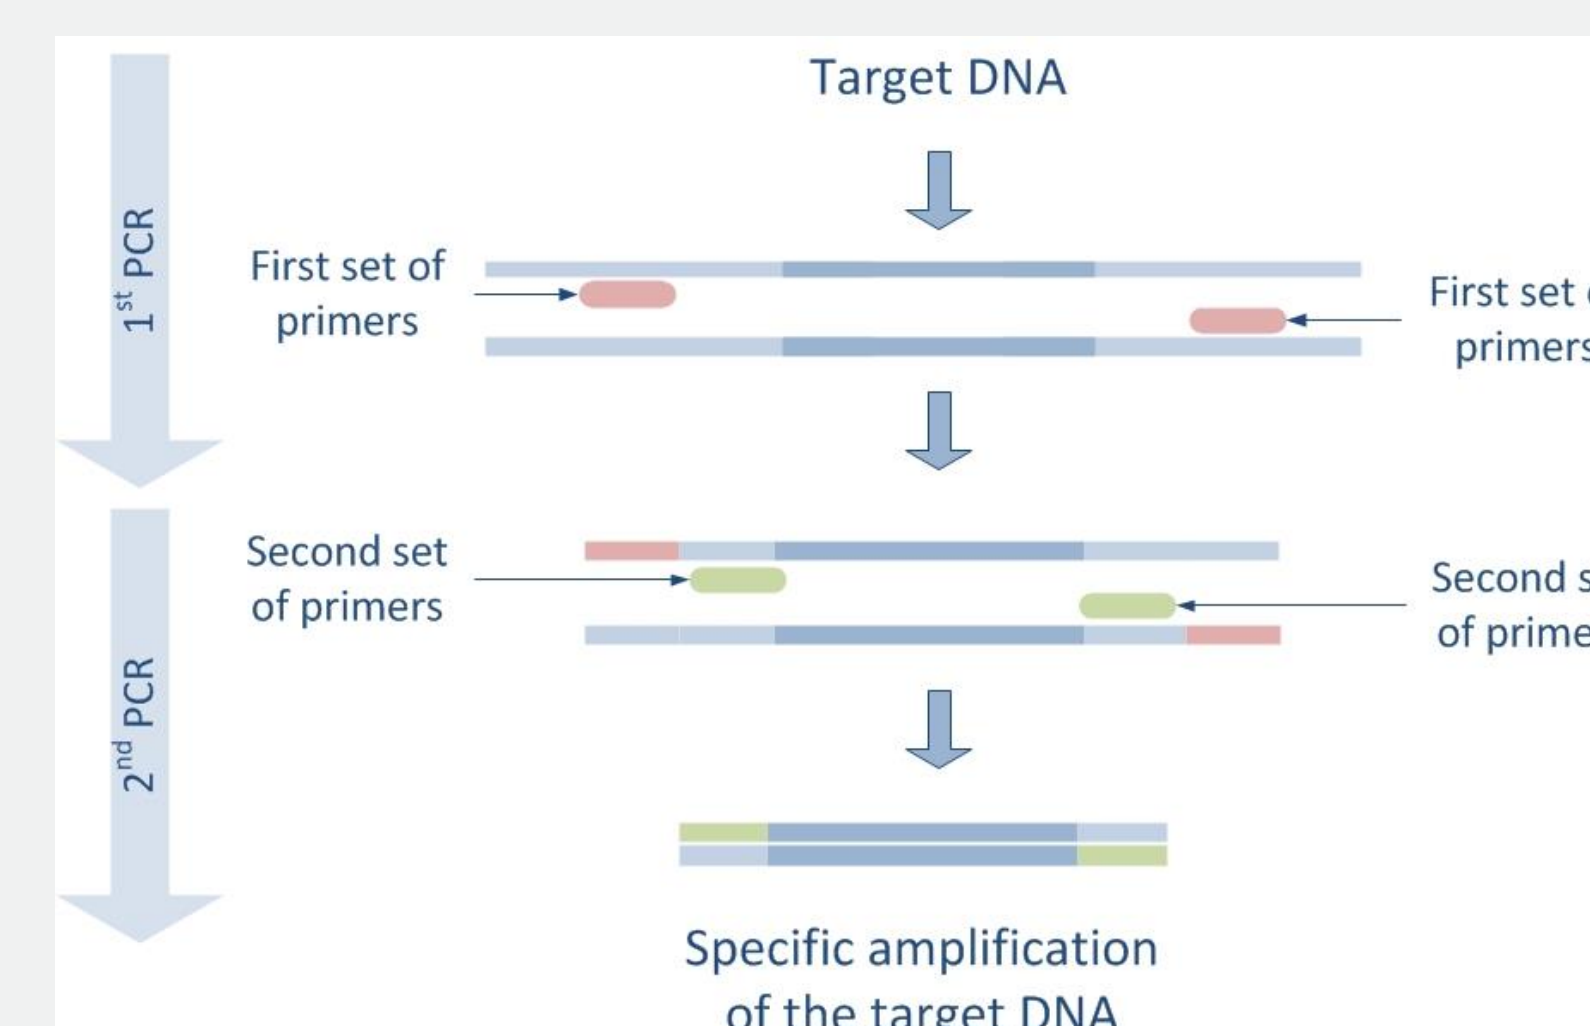 Target DNA
1st PCR
First set of
primers
First set
primers
Second set
of primers
Second
of
2nd PCR
Specific amplification
of the target DNA